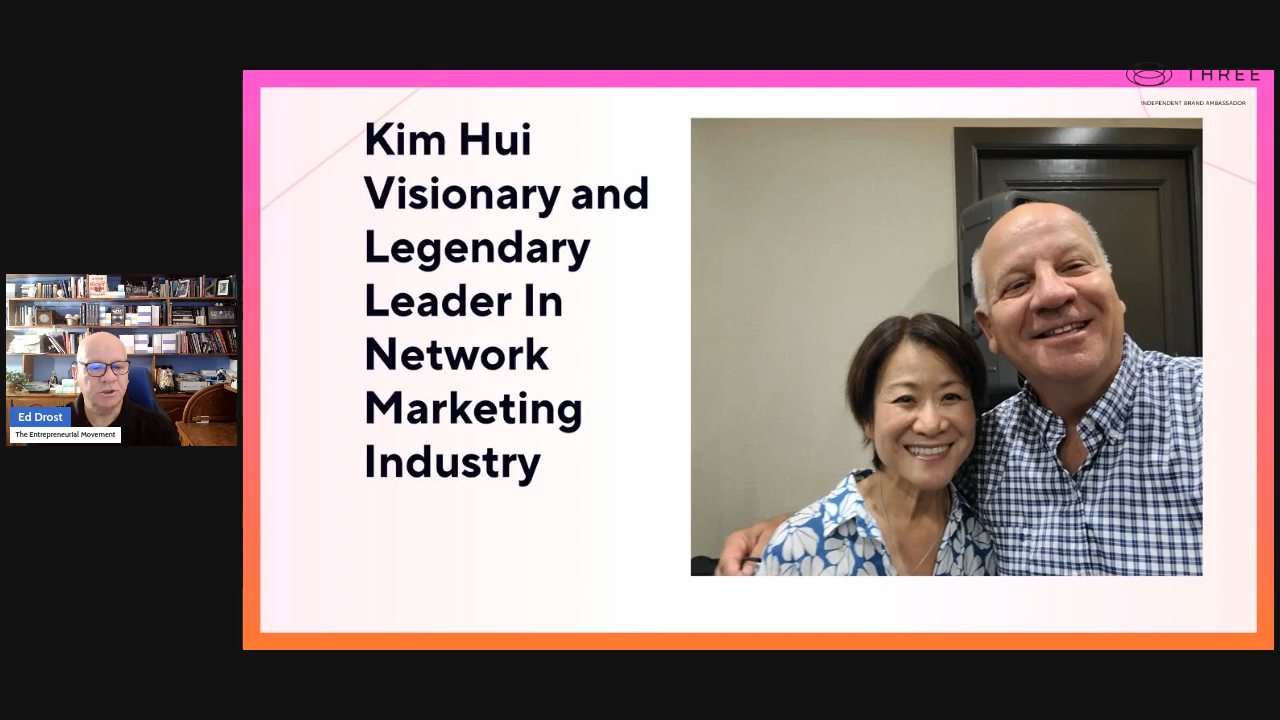 THREE
INDEPENDENT BRAND AMBASSADOR
Kim Hui
Visionary and
Legendary
Leader In
Network
Marketing
Industry
Ed Drost
The Entrepreneurial Movement